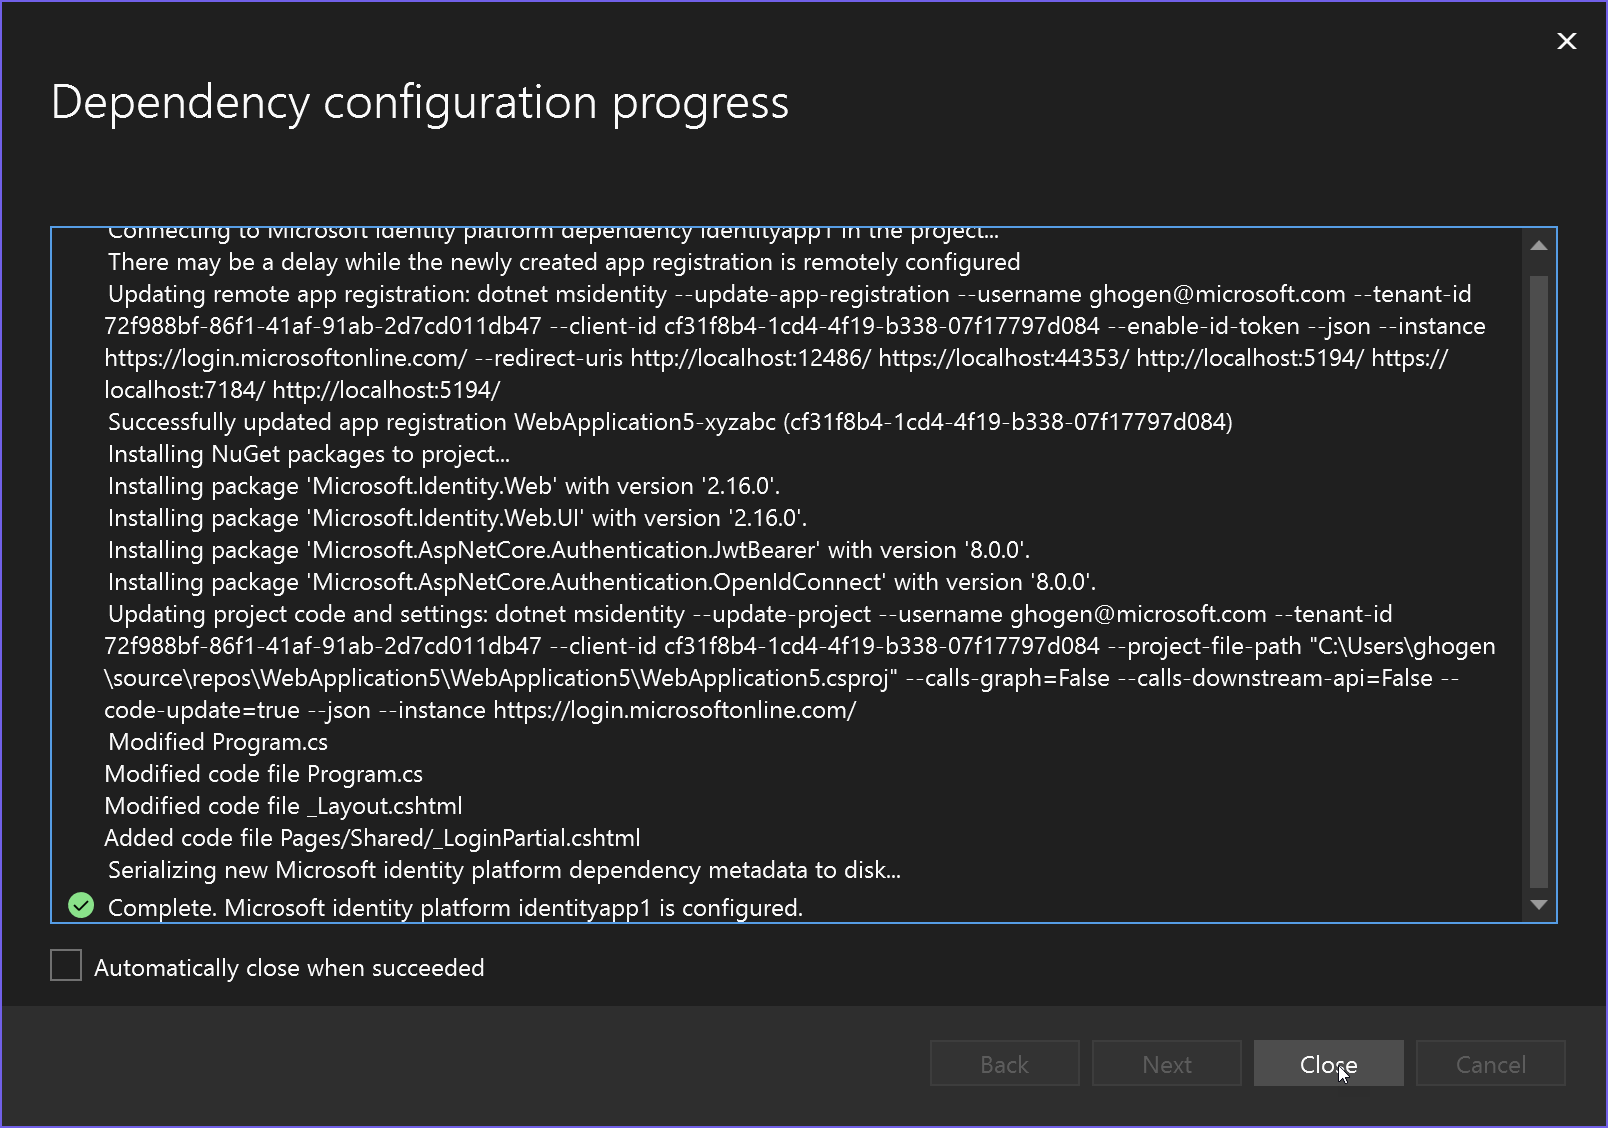 Dependency configuration progress
Connecting to Microsoft identity platform dependency identityapp1 in the project...
There may be a delay while the newly created app registration is remotely configured
Updating remote app registration: dotnet msidentity --update-app-registration --username ghogen@microsoft.com --tenant-id
72f988bf-86f1-41af-91ab-2d7cd011db47 --client-id cf31f8b4-1cd4-4f19-b338-07f17797d084 --enable-id-token --json --instance
https://login.microsoftonline.com/ --redirect-uris http://localhost:12486/ https://localhost:44353/ http://localhost:5194/ https://
localhost:7184/ http://localhost:5194/
Successfully updated app registration WebApplication5-xyzabc (cf31f8b4-1cd4-4f19-b338-07f17797d084)
Installing NuGet packages to project...
Installing package 'Microsoft.Identity.Web' with version '2.16.0'.
Installing package 'Microsoft.Identity.Web.UI' with version '2.16.0'.
Installing package 'Microsoft.AspNetCore.Authentication.JwtBearer' with version '8.0.0'.
Installing package 'Microsoft.AspNetCore.Authentication.OpenIdConnect' with version '8.0.0'.
Updating project code and settings: dotnet msidentity --update-project --username ghogen@microsoft.com --tenant-id
72f988bf-86f1-41af-91ab-2d7cd011db47 --client-id cf31f8b4-1cd4-4f19-b338-07f17797d084 --project-file-path "C:\Users\ghogen
\source\repos\WebApplication5\WebApplication5\WebApplication5.csproj" --calls-graph=False --calls-downstream-api=False --
code-update=true --json --instance https://login.microsoftonline.com/
Modified Program.cs
Modified code file Program.cs
Modified code file _Layout.cshtml
Added code file Pages/Shared/_LoginPartial.cshtml
Serializing new Microsoft identity platform dependency metadata to disk...
Complete. Microsoft identity platform identityapp1 is configured.
Automatically close when succeeded
Back
Next
Close
Cancel